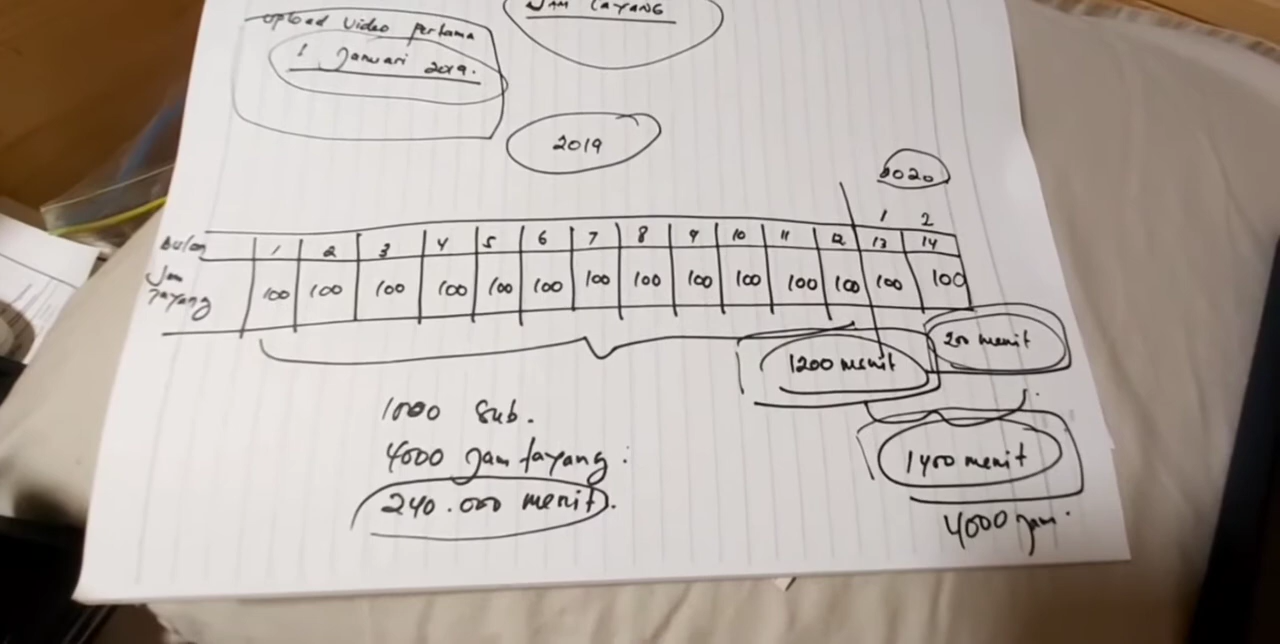 Upload Video Pertama
1 Januari 2019.
JAM TAYANG
2019
2020
1 2
Bulan 1 2 3 4 5 6 7 8 9 10 11 12 13 14
Jam Tayang 100 100 100 100 100 100 100 100 100 100 100 100 100 100
1200 menit
200 menit
1000 Sub.
4000 Jam tayang.
240.000 menit.
1400 menit
4000 jam.